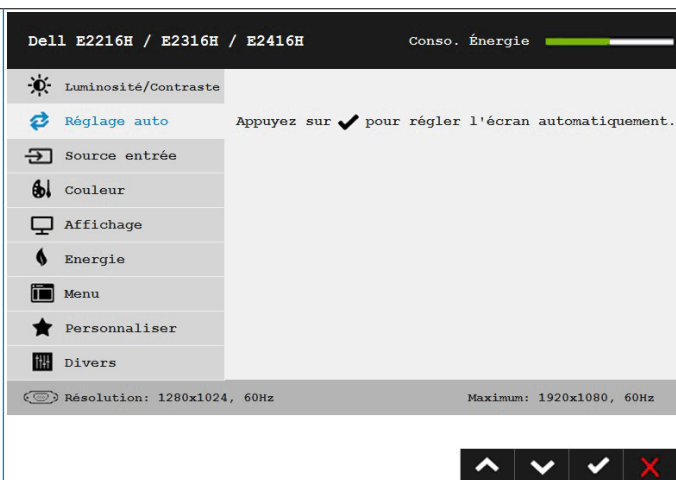 Dell E2216H / E2316H / E2416H Conso. Énergie
Luminosité/Contraste
Réglage auto
Appuyez sur ✔ pour régler l'écran automatiquement.
Source entrée
Couleur
Affichage
Energie
Menu
Personnaliser
Divers
Résolution: 1280x1024, 60Hz Maximum: 1920x1080, 60Hz